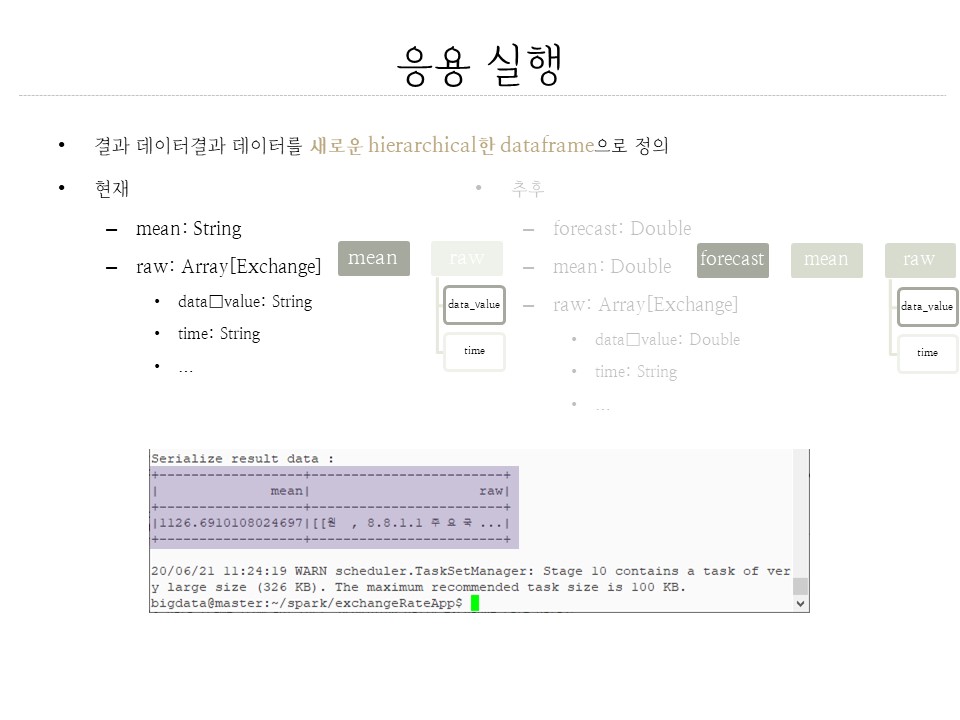 응용 실행
• 결과 데이터결과 데이터를 새로운 hierarchical한 dataframe으로 정의
• 현재
– mean: String
– raw: Array[Exchange]
• data□value: String
• time: String
• …
mean raw
data_value
time
• 추후
– forecast: Double
– mean: Double
– raw: Array[Exchange]
• data□value: Double
• time: String
• …
forecast mean raw
data_value
time
Serialize result data :
+------------------+-------------------------+
|              mean|                     raw|
+------------------+-------------------------+
|1126.6910108024697|[[원  , 8.8.1.1 주 요 국 ...|
+------------------+-------------------------+
20/06/21 11:24:19 WARN scheduler.TaskSetManager: Stage 10 contains a task of ver
y large size (326 KB). The maximum recommended task size is 100 KB.
bigdata@master:~/spark/exchangeRateApp$